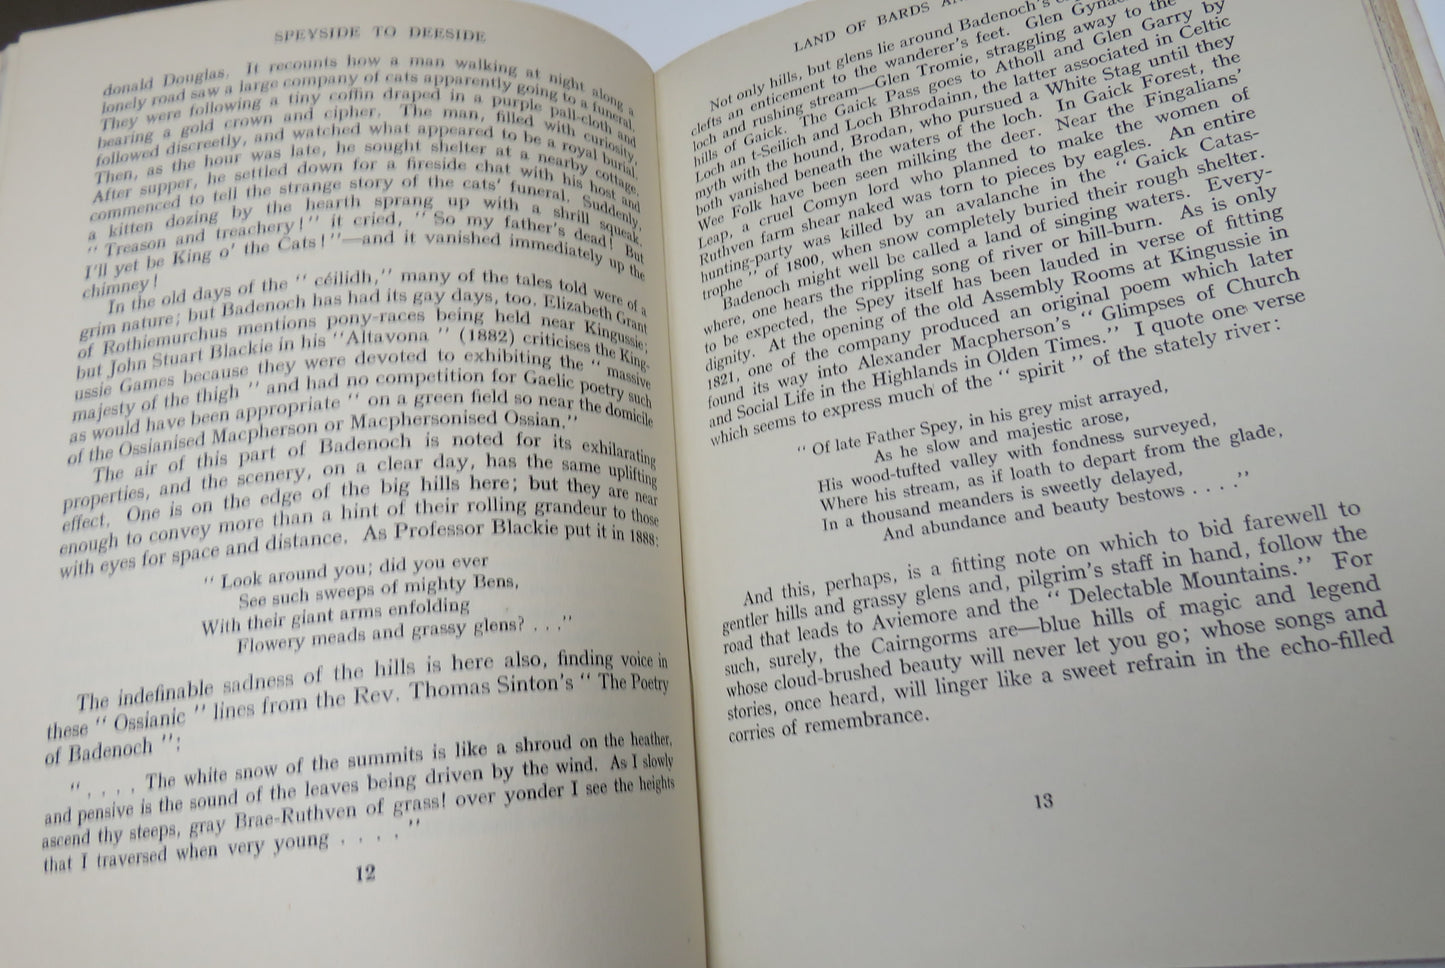 SPEYSIDE TO DEESIDE
donald Douglas. It recounts how a man walking at night along a
lonely road saw a large company of cats apparently going to a funeral.
They were following a tiny coffin draped in a purple pall-cloth and
bearing a gold crown and cipher. The man, filled with curiosity,
followed discreetly, and watched what appeared to be a royal burial.
Then, as the hour was late, he sought shelter at a nearby cottage.
After supper, he settled down for a fireside chat with his host and
commenced to tell the strange story of the cats' funeral. Suddenly,
a kitten dozing by the hearth sprang up with a shrill squeak.
“ Treason and treachery! ” it cried, “ So my father's dead! But
I'll yet be King o' the Cats! ”—and it vanished immediately up the
chimney!
In the old days of the “ céilidh,” many of the tales told were of a
grim nature; but Badenoch has had its gay days, too. Elizabeth Grant
of Rothiemurchus mentions pony-races being held near Kingussie;
but John Stuart Blackie in his “Altavona ” (1882) criticises the King-
ussie Games because they were devoted to exhibiting the “ massive
majesty of the thigh ” and had no competition for Gaelic poetry such
as would have been appropriate “ on a green field so near the domicile
of the Ossianised Macpherson or Macphersonised Ossian.”
The air of this part of Badenoch is noted for its exhilarating
properties, and the scenery, on a clear day, has the same uplifting
effect. One is on the edge of the big hills here; but they are near
enough to convey more than a hint of their rolling grandeur to those
with eyes for space and distance. As Professor Blackie put it in 1888:
“ Look around you; did you ever
See such sweeps of mighty Bens,
With their giant arms enfolding
Flowery meads and grassy glens? . . .”
The indefinable sadness of the hills is here also, finding voice in
these “ Ossianic ” lines from the Rev. Thomas Sinton's “ The Poetry
of Badenoch ”:
“ . . . . The white snow of the summits is like a shroud on the heather,
and pensive is the sound of the leaves being driven by the wind. As I slowly
ascend thy steeps, gray Brae-Ruthven of grass! over yonder I see the heights
that I traversed when very young . . . . ”
12
LAND OF BARDS
Not only hills, but glens lie around Badenoch's
clefts an enticement to the wanderer's feet. Glen
loch and rushing stream—Glen Tromie, straggling away to the
hills of Gaick. The Gaick Pass goes to Atholl and Glen Garry by
Loch an t-Seilich and Loch Bhrodainn, the latter associated in Celtic
myth with the hound, Brodan, who pursued a White Stag until they
both vanished beneath the waters of the loch. In Gaick Forest, the
Wee Folk have been seen milking the deer. Near the Fingalians'
Leap, a cruel Comyn lord who planned to make the women of
Ruthven farm shear naked was torn to pieces by eagles. An entire
hunting-party was killed by an avalanche in the “ Gaick Catas-
trophe ” of 1800, when snow completely buried their rough shelter.
Badenoch might well be called a land of singing waters. Every-
where, one hears the rippling song of river or hill-burn. As is only
to be expected, the Spey itself has been lauded in verse of fitting
dignity. At the opening of the old Assembly Rooms at Kingussie in
1821, one of the company produced an original poem which later
found its way into Alexander Macpherson's “ Glimpses of Church
and Social Life in the Highlands in Olden Times.” I quote one verse
which seems to express much of the “ spirit ” of the stately river:
“ Of late Father Spey, in his grey mist arrayed,
As he slow and majestic arose,
His wood-tufted valley with fondness surveyed,
Where his stream, as if loath to depart from the glade,
In a thousand meanders is sweetly delayed,
And abundance and beauty bestows . . . .”
And this, perhaps, is a fitting note on which to bid farewell to
gentler hills and grassy glens and, pilgrim's staff in hand, follow the
road that leads to Aviemore and the “ Delectable Mountains.” For
such, surely, the Cairngorms are—blue hills of magic and legend
whose cloud-brushed beauty will never let you go; whose songs and
stories, once heard, will linger like a sweet refrain in the echo-filled
corries of remembrance.
13